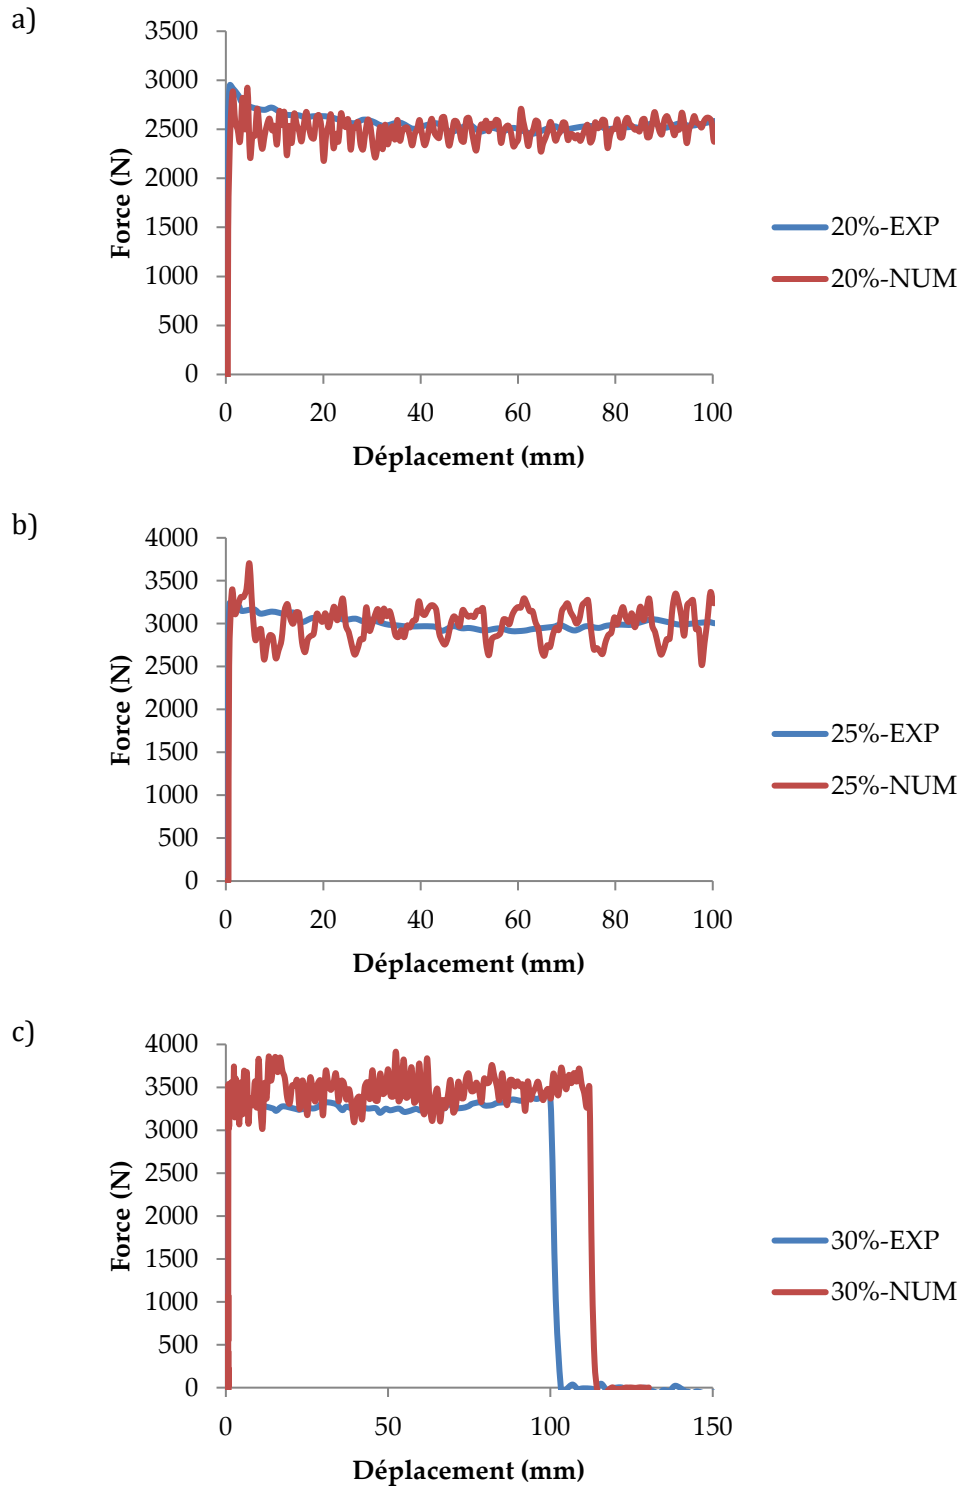 a)
3500
3000
2500
2000
1500
1000
500
0
Force (N)
0 20 40 60 80 100
Déplacement (mm)
20%-EXP
20%-NUM
b)
4000
3500
3000
2500
2000
1500
1000
500
0
Force (N)
0 20 40 60 80 100
Déplacement (mm)
25%-EXP
25%-NUM
c)
4000
3500
3000
2500
2000
1500
1000
500
0
Force (N)
0 50 100 150
Déplacement (mm)
30%-EXP
30%-NUM